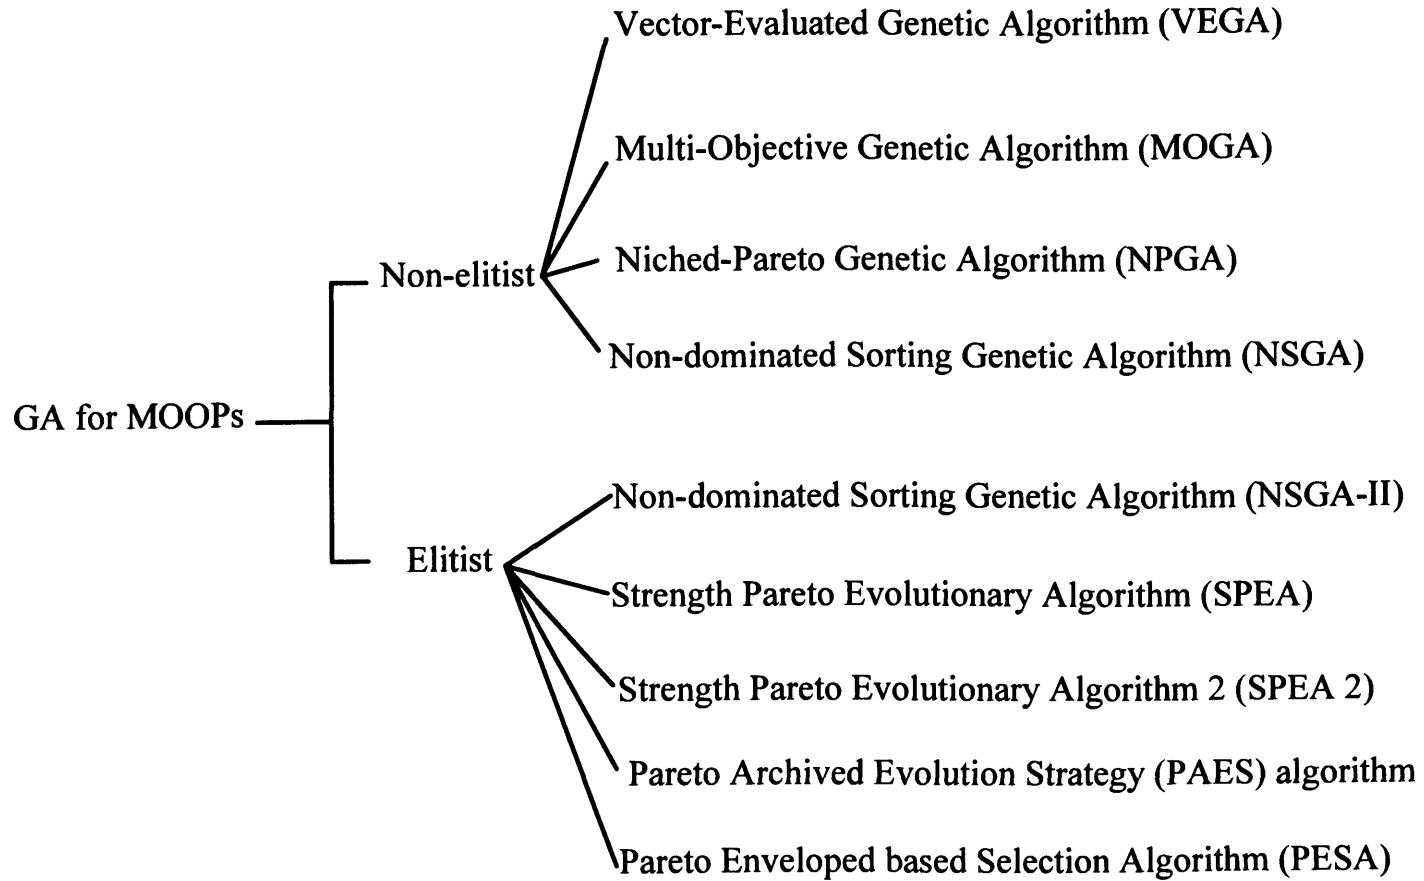 Vector-Evaluated Genetic Algorithm (VEGA)
Multi-Objective Genetic Algorithm (MOGA)
Niched-Pareto Genetic Algorithm (NPGA)
Non-elitist
Non-dominated Sorting Genetic Algorithm (NSGA)
GA for MOOPs
Non-dominated Sorting Genetic Algorithm (NSGA-II)
Elitist
Strength Pareto Evolutionary Algorithm (SPEA)
Strength Pareto Evolutionary Algorithm 2 (SPEA 2)
Pareto Archived Evolution Strategy (PAES) algorithm
Pareto Enveloped based Selection Algorithm (PESA)